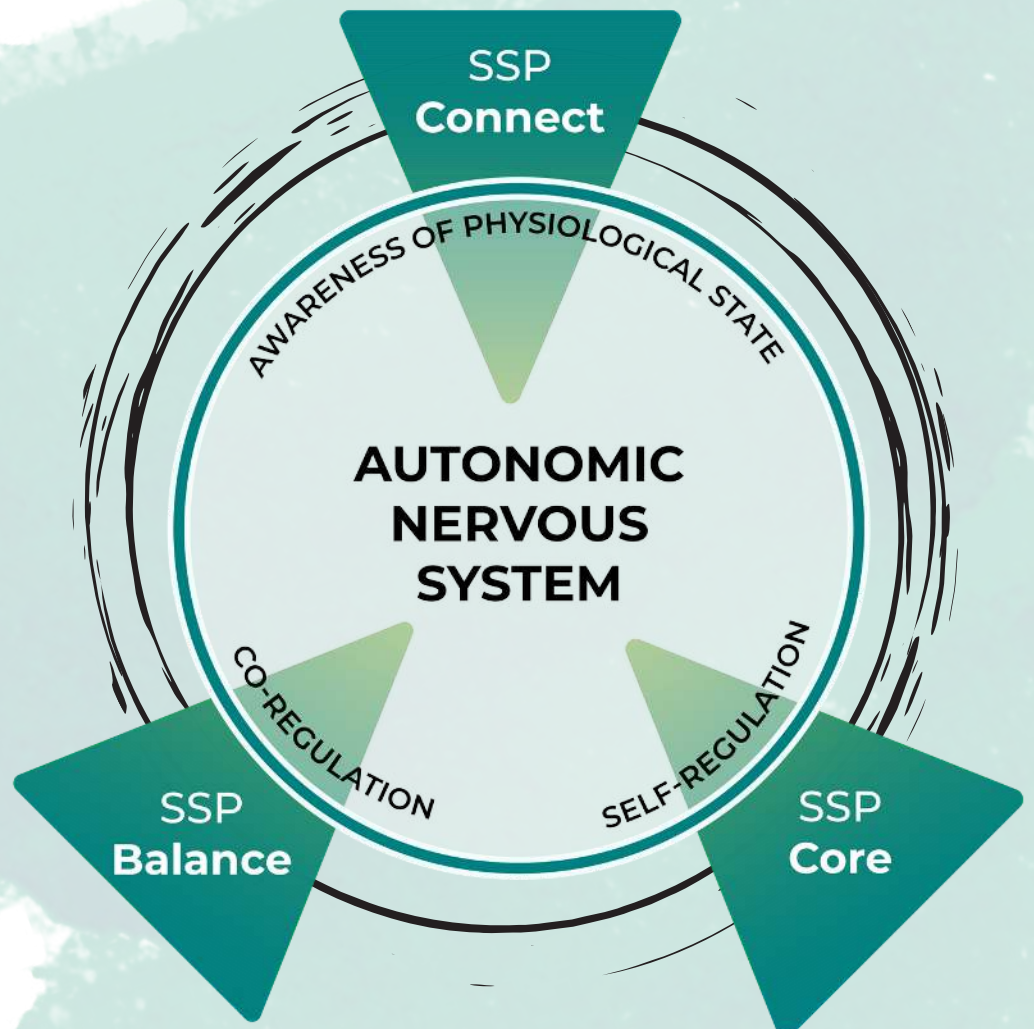 SSP
Connect
AWARENESS OF PHYSIOLOGICAL STATE
AUTONOMIC
NERVOUS
SYSTEM
CO-REGULATION
SELF-REGULATION
SSP
Balance
SSP
Core